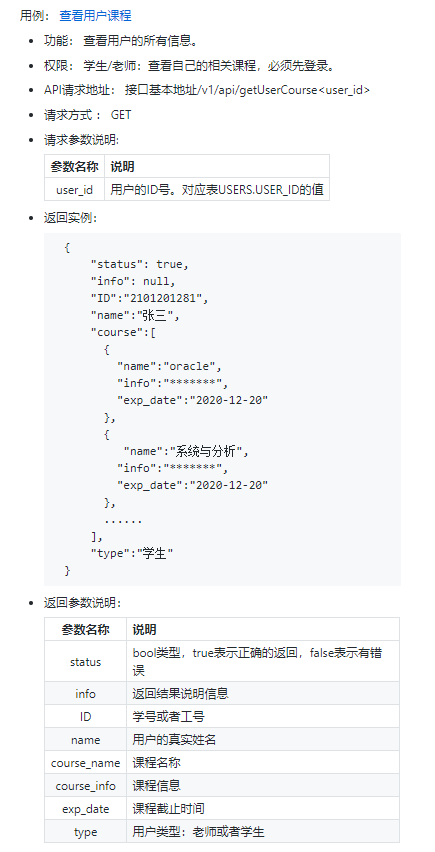 用例： 查看用户课程
功能： 查看用户的所有信息。
权限： 学生/老师：查看自己的相关课程，必须先登录。
API请求地址： 接口基本地址/v1/api/getUserCourse<user_id>
请求方式 ： GET
请求参数说明:
参数名称 说明
user_id 用户的ID号。对应表USERS.USER_ID的值
返回实例：
{
"status": true,
"info": null,
"ID":"2101201281",
"name":"张三",
"course":[
{
"name":"oracle",
"info":"*******",
"exp_date":"2020-12-20"
},
{
"name":"系统与分析",
"info":"*******",
"exp_date":"2020-12-20"
},
......
],
"type":"学生"
}
返回参数说明：
参数名称 说明
status bool类型，true表示正确的返回，false表示有错
误
info 返回结果说明信息
ID 学号或者工号
name 用户的真实姓名
course_name 课程名称
course_info 课程信息
exp_date 课程截止时间
type 用户类型：老师或者学生